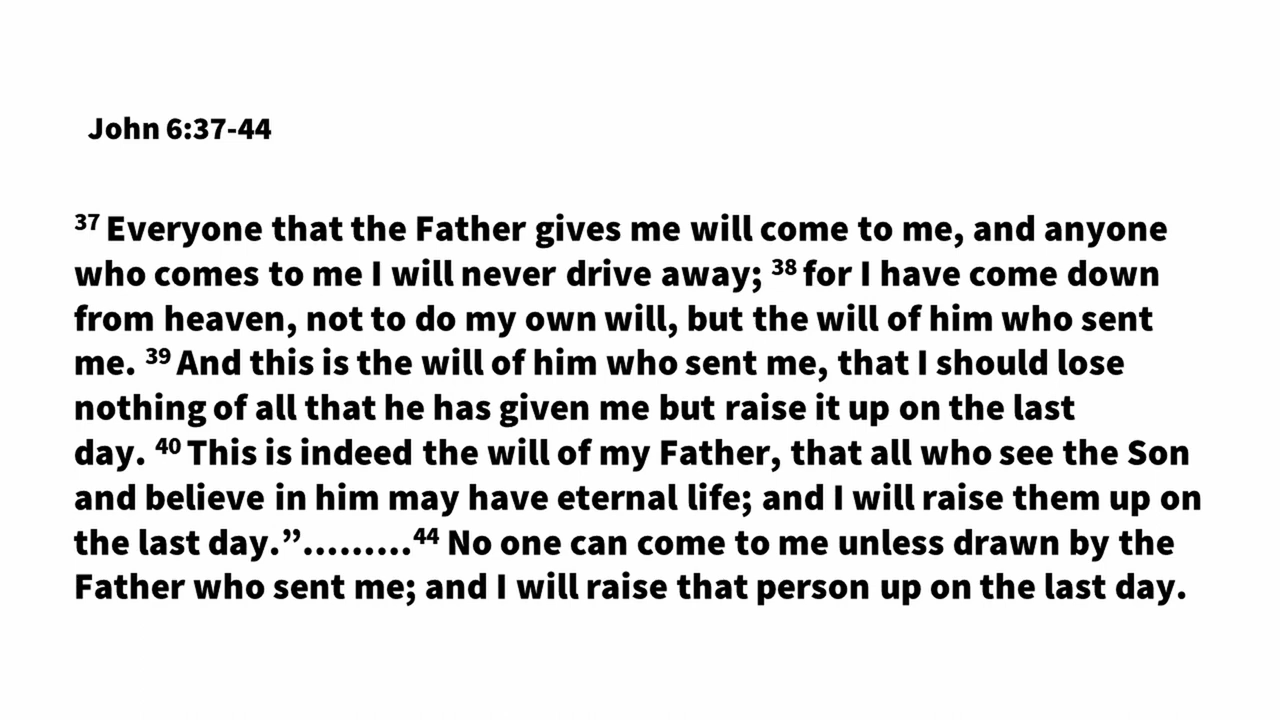 John 6:37-44
37 Everyone that the Father gives me will come to me, and anyone
who comes to me I will never drive away; 38 for I have come down
from heaven, not to do my own will, but the will of him who sent
me. 39 And this is the will of him who sent me, that I should lose
nothing of all that he has given me but raise it up on the last
day. 40 This is indeed the will of my Father, that all who see the Son
and believe in him may have eternal life; and I will raise them up on
the last day.”.........44 No one can come to me unless drawn by the
Father who sent me; and I will raise that person up on the last day.